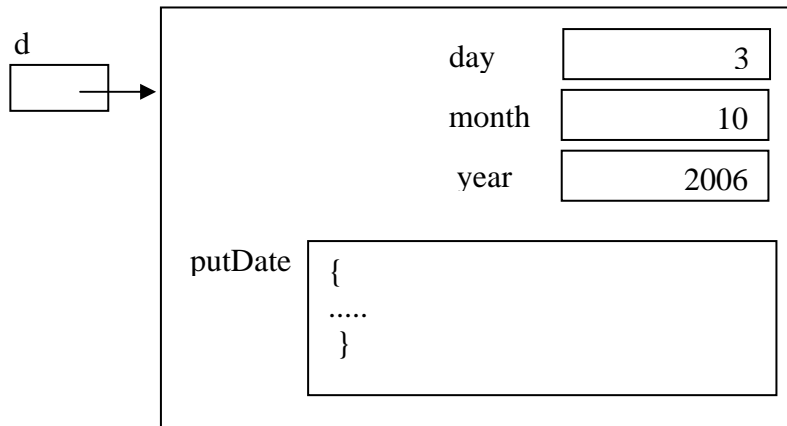 d
day 3
month 10
year 2006
putDate
{
.....
}